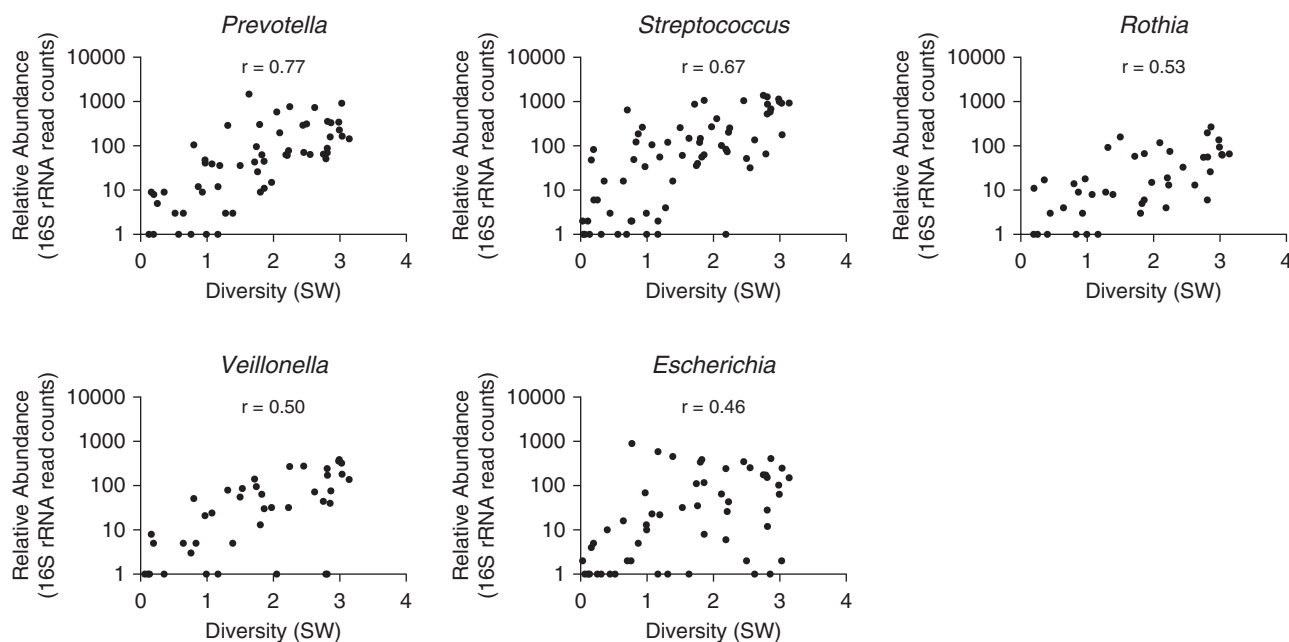 Prevotella
Relative Abundance
(16S rRNA read counts)
10000
1000
100
10
1
r = 0.77
0 1 2 3 4
Diversity (SW)
Streptococcus
Relative Abundance
(16S rRNA read counts)
10000
1000
100
10
1
r = 0.67
0 1 2 3 4
Diversity (SW)
Rothia
Relative Abundance
(16S rRNA read counts)
10000
1000
100
10
1
r = 0.53
0 1 2 3 4
Diversity (SW)
Veillonella
Relative Abundance
(16S rRNA read counts)
10000
1000
100
10
1
r = 0.50
0 1 2 3 4
Diversity (SW)
Escherichia
Relative Abundance
(16S rRNA read counts)
10000
1000
100
10
1
r = 0.46
0 1 2 3 4
Diversity (SW)